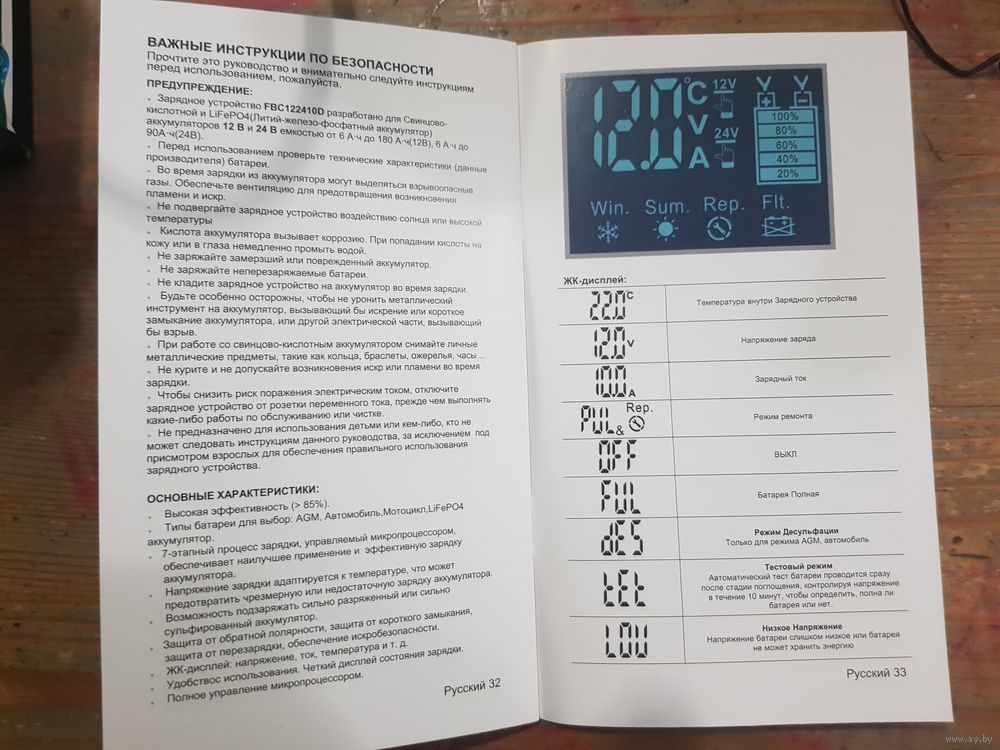 ВАЖНЫЕ ИНСТРУКЦИИ ПО БЕЗОПАСНОСТИ
Прочтите это руководство и внимательно следуйте инструкциям
перед использованием, пожалуйста.
ПРЕДУПРЕЖДЕНИЕ:
Зарядное устройство FBC122410D разработано для Свинцово-
кислотной и LiFePO4(Литий-железо-фосфатный аккумулятор)
аккумуляторов 12 В и 24 В емкостью от 6 А·ч до 180 А·ч(12В), 6 А·ч до
90А·ч(24В).
Перед использованием проверьте технические характеристики (данные
производителя) батареи.
Во время зарядки из аккумулятора могут выделяться взрывоопасные
газы. Обеспечьте вентиляцию для предотвращения возникновения
пламени и искр.
Не подвергайте зарядное устройство воздействию солнца или высокой
температуры
Кислота аккумулятора вызывает коррозию. При попадании кислоты на
кожу или в глаза немедленно промыть водой.
Не заряжайте замерзший или поврежденный аккумулятор.
Не заряжайте неперезаряжаемые батареи.
Не кладите зарядное устройство на аккумулятор во время зарядки.
Будьте особенно осторожны, чтобы не уронить металлический
инструмент на аккумулятор, вызывающий бы искрение или короткое
замыкание аккумулятора, или другой электрической части, вызывающий
бы взрыв.
При работе со свинцово-кислотным аккумулятором снимайте личные
металлические предметы, такие как кольца, браслеты, ожерелья, часы ...
Не курите и не допускайте возникновения искр или пламени во время
зарядки.
Чтобы снизить риск поражения электрическим током, отключите
зарядное устройство от розетки переменного тока, прежде чем выполнять
какие-либо работы по обслуживанию или чистке.
Не предназначено для использования детьми или кем-либо, кто не
может следовать инструкциям данного руководства, за исключением под
присмотром взрослых для обеспечения правильного использования
зарядного устройства.
ОСНОВНЫЕ ХАРАКТЕРИСТИКИ:
Высокая эффективность (> 85%).
Типы батареи для выбор: AGM, Автомобиль,Мотоцикл,LiFePO4
аккумулятор.
7-этапный процесс зарядки, управляемый микропроцессором,
обеспечивает наилучшее применение и эффективную зарядку
аккумулятора.
Напряжение зарядки адаптируется к температуре, что может
предотвратить чрезмерную или недостаточную зарядку аккумулятора.
Возможность подзаряжать сильно разряженный или сильно
сульфированный аккумулятор.
Защита от обратной полярности, защита от короткого замыкания,
защита от перезарядки, обеспечение искробезопасности.
ЖК-дисплей: напряжение, ток, температура и т. д.
Удобствос использования. Четкий дисплей состояния зарядки.
Полное управление микропроцессором.
Русский 32
12.0 °C V A
12V
24V
+ −
100%
80%
60%
40%
20%
Win. Sum. Rep. Flt.
ЖК-дисплей:
22.0°C Температура внутри Зарядного устройства
12.0 V Напряжение заряда
10.0 A Зарядный ток
PUL & Rep. Режим ремонта
OFF ВЫКЛ
FUL Батарея Полная
dES Режим Десульфации
Только для режима AGM, автомобиль
tEt Тестовый режим
Автоматический тест батареи проводится сразу
после стадии поглощения, контролируя напряжение
в течение 10 минут, чтобы определить, полна ли
батарея или нет.
LOU Низкое Напряжение
Напряжение батареи слишком низкое или батарея
не может хранить энергию
Русский 33
www.ay.by